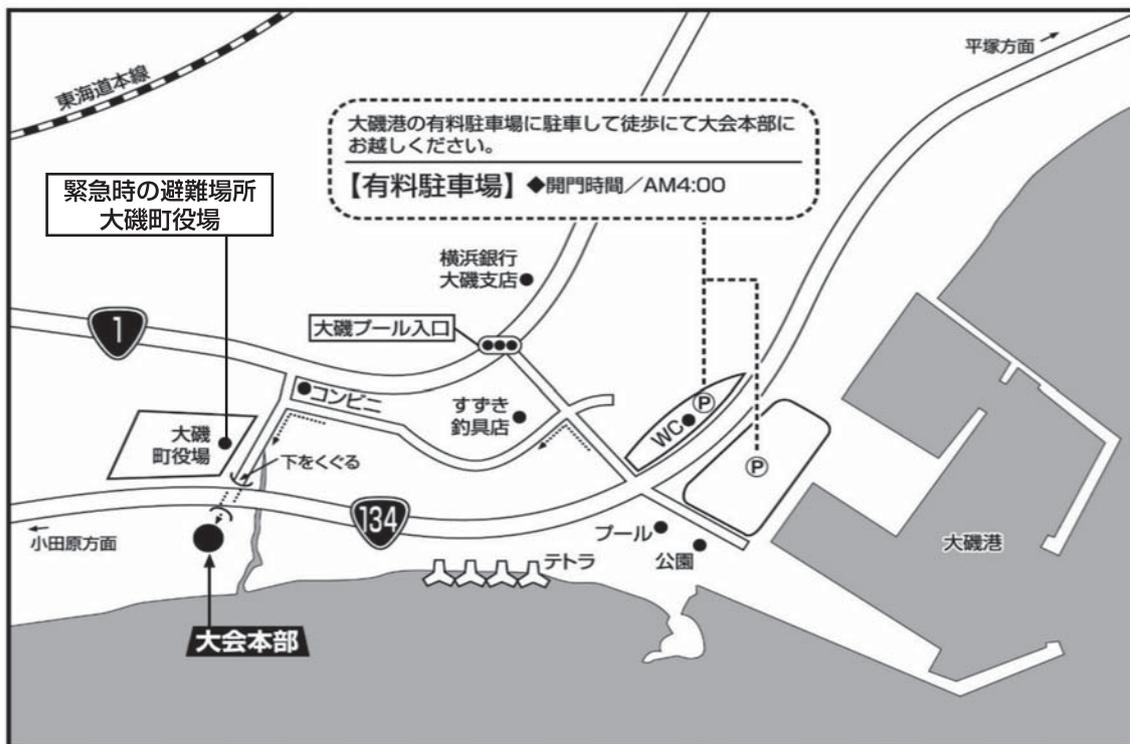 平塚方面
東海道本線
大磯港の有料駐車場に駐車して徒歩にて大会本部に
お越しください。
【有料駐車場】◆開門時間／AM4:00
緊急時の避難場所
大磯町役場
横浜銀行
大磯支店
1
大磯プール入口
コンビニ
すずき
釣具店
P
WC
大磯
町役場
下をくぐる
P
134
小田原方面
プール
公園
大磯港
テトラ
大会本部